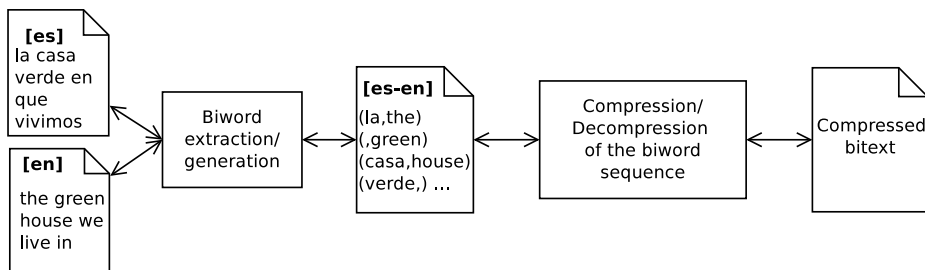 [es]
la casa
verde en
que
vivimos
[en]
the green
house we
live in
Biword
extraction/
generation
[es-en]
(la,the)
(,green)
(casa,house)
(verde,) ...
Compression/
Decompression
of the biword
sequence
Compressed
bitext